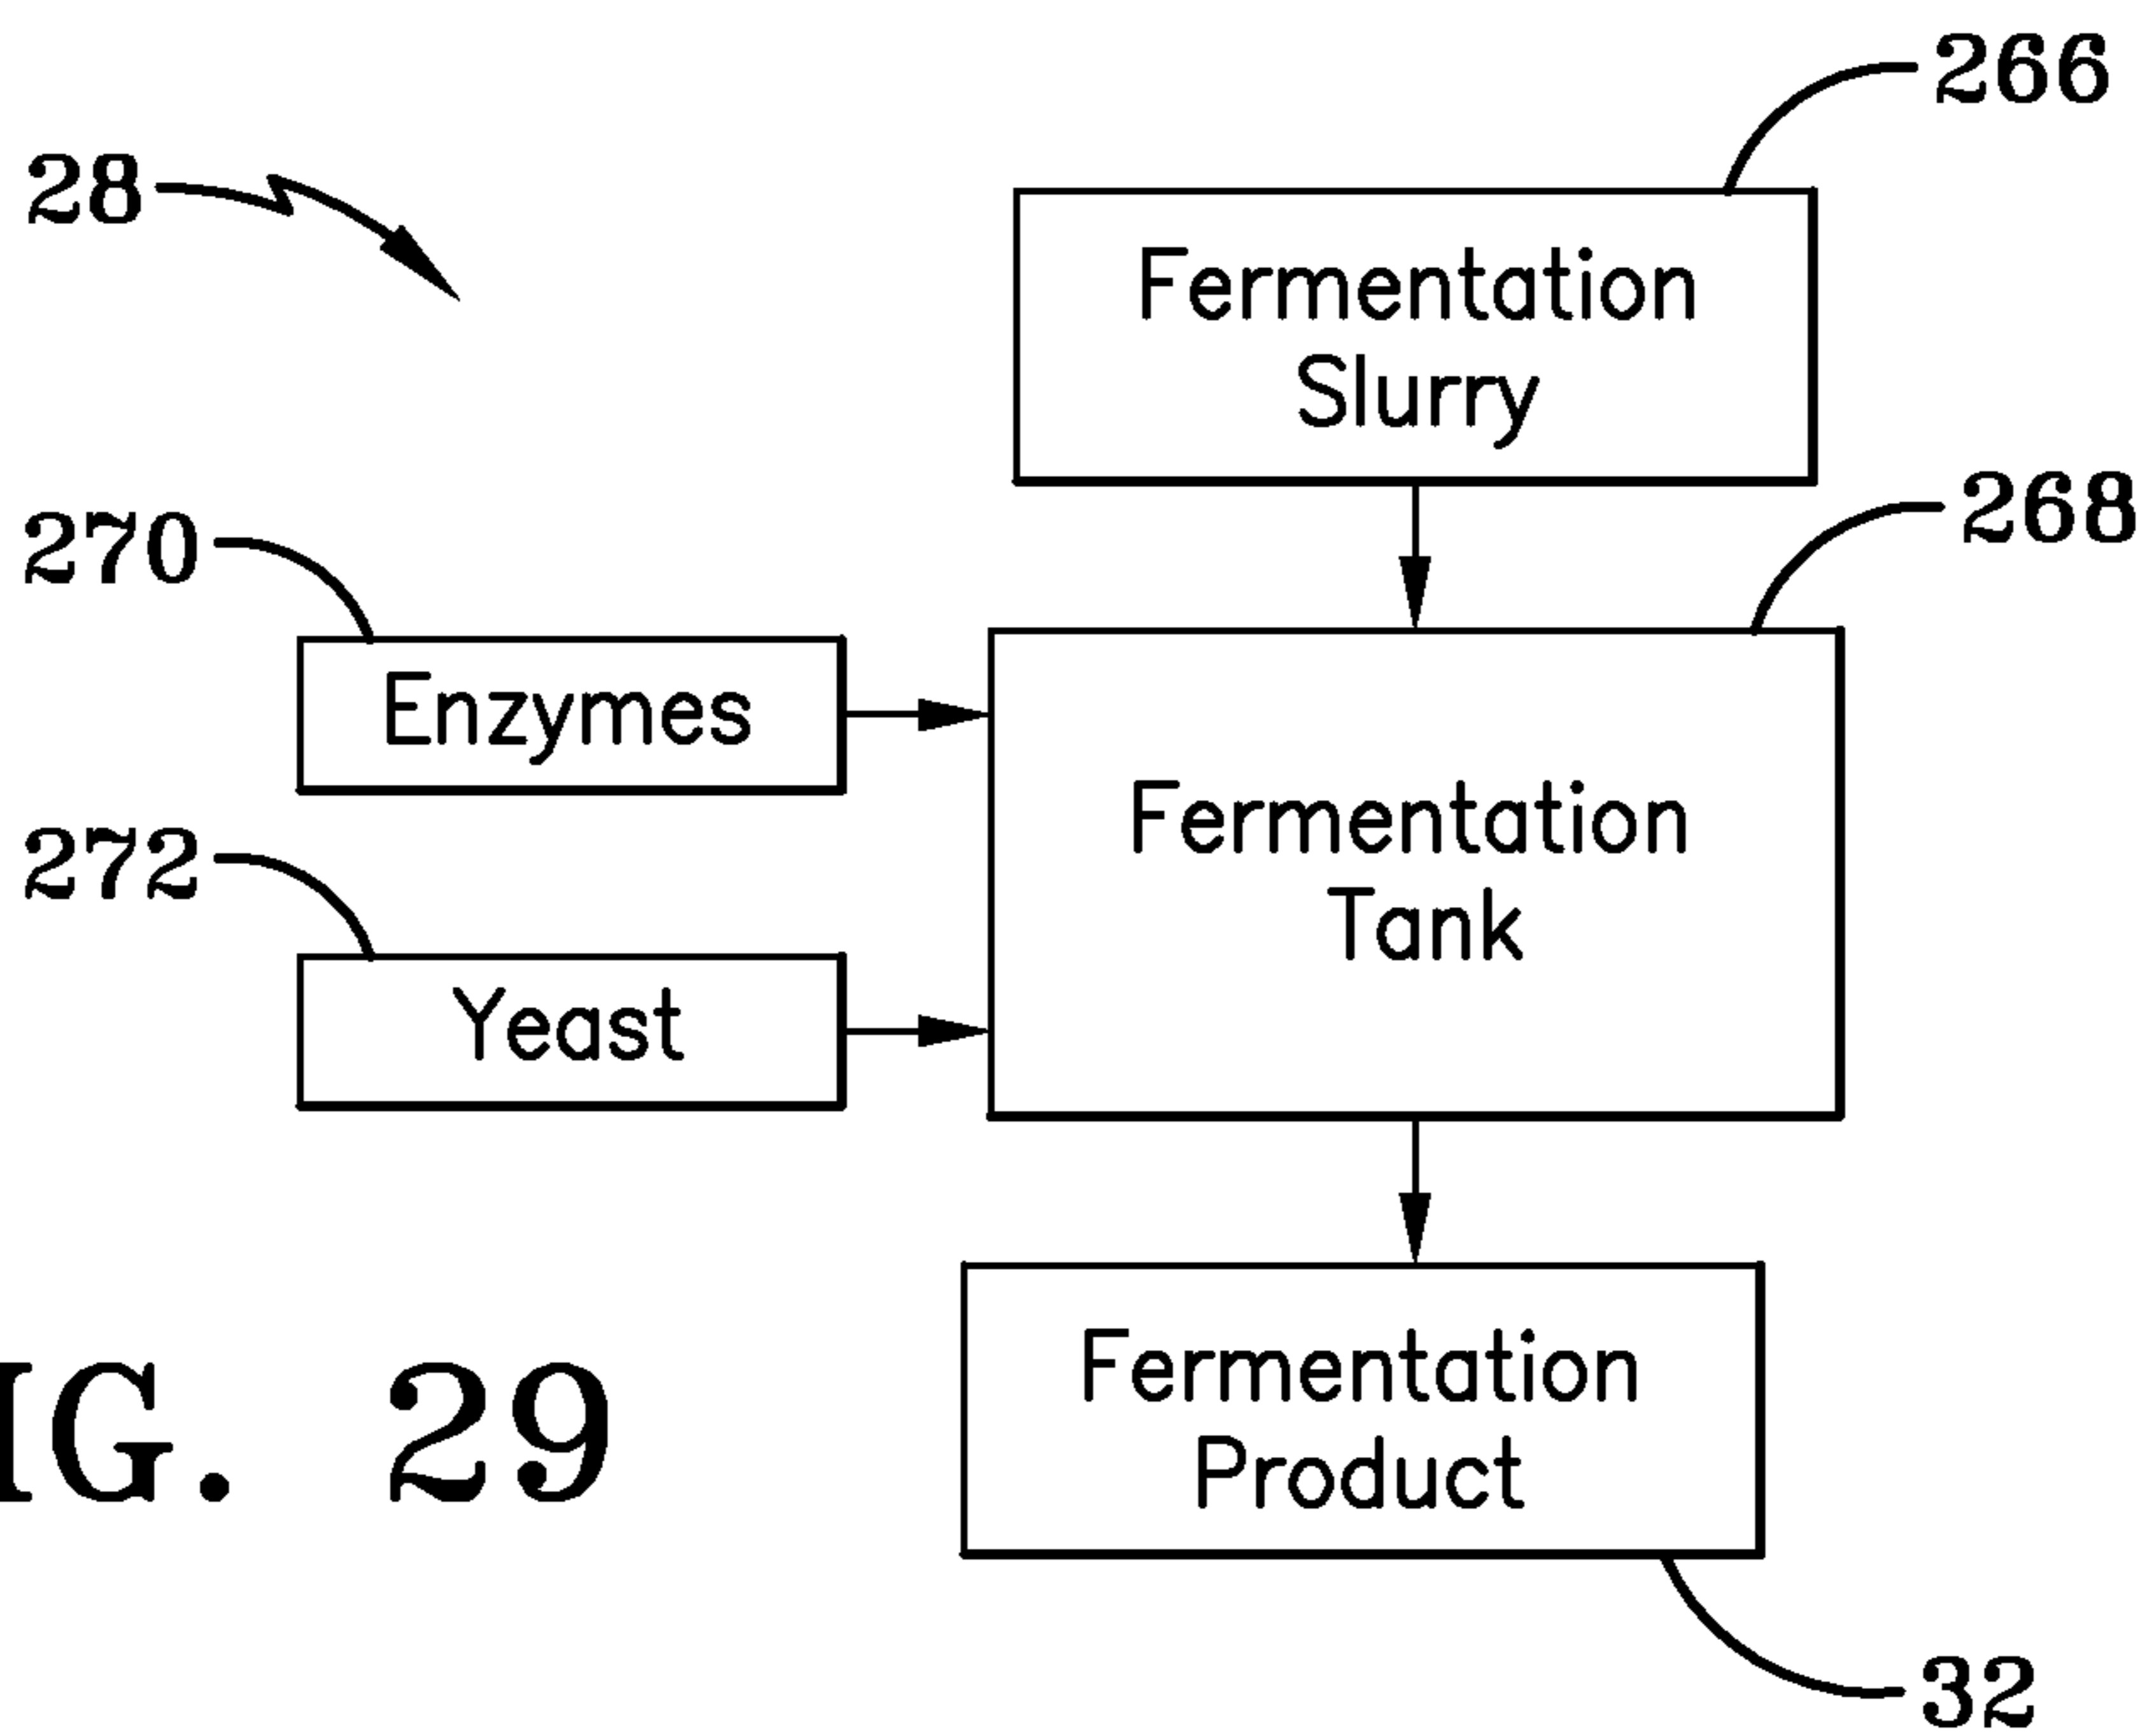 266
28
Fermentation
Slurry
268
270
Enzymes
272
Yeast
Fermentation
Tank
Fermentation
Product
IG. 29
32